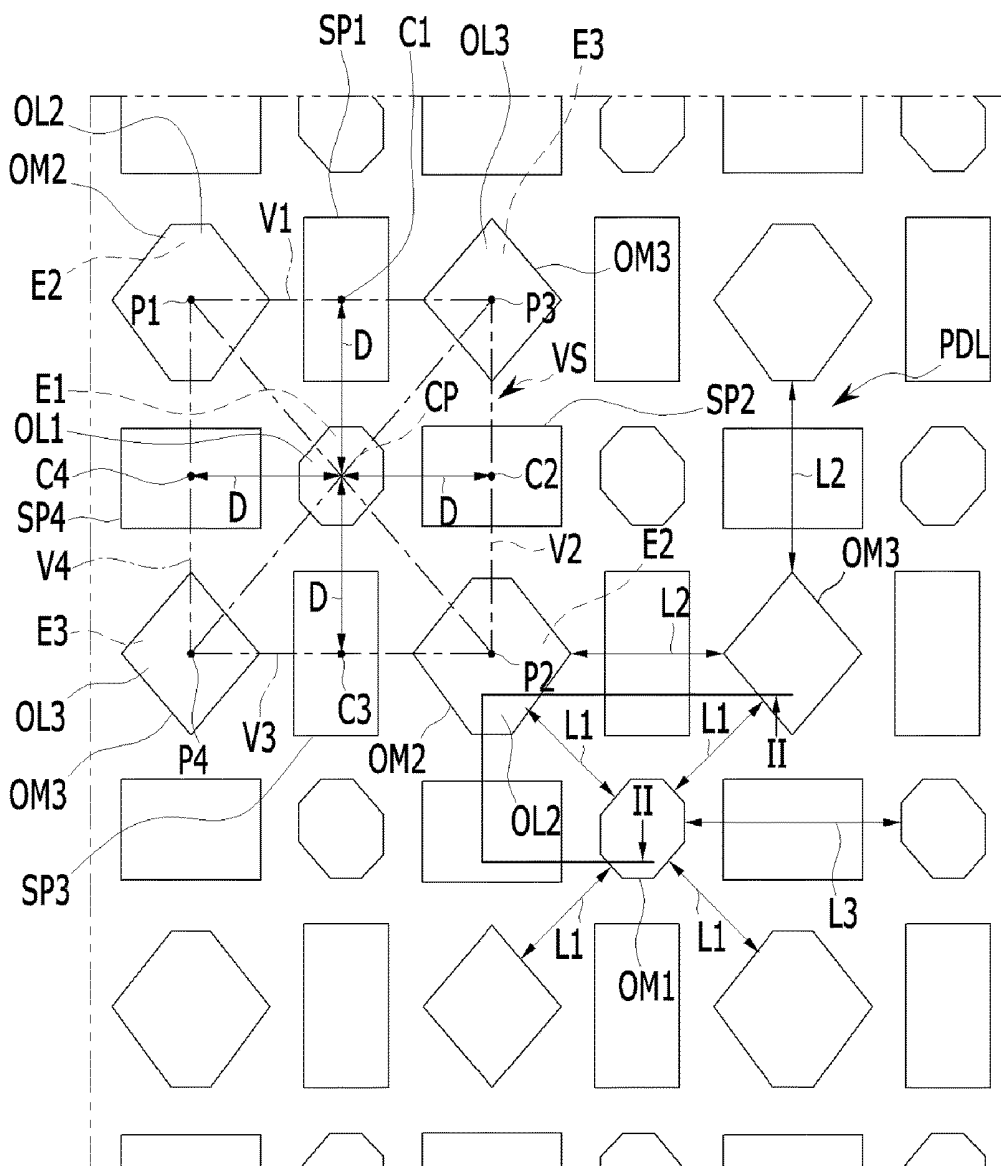 SP1 C1 OL3 E3
OL2
OM2
V1
OM3
E2
P1 P3
PDL
D
VS
E1 CP
SP2
OL1
C4 C2 L2
D D
SP4
V2
V4 E2 OM3
D L2
E3
P2
OL3 C3 L1 L1
V3 OM2 II
P4
OM3 OL2 II
SP3
L3
L1 L1
OM1